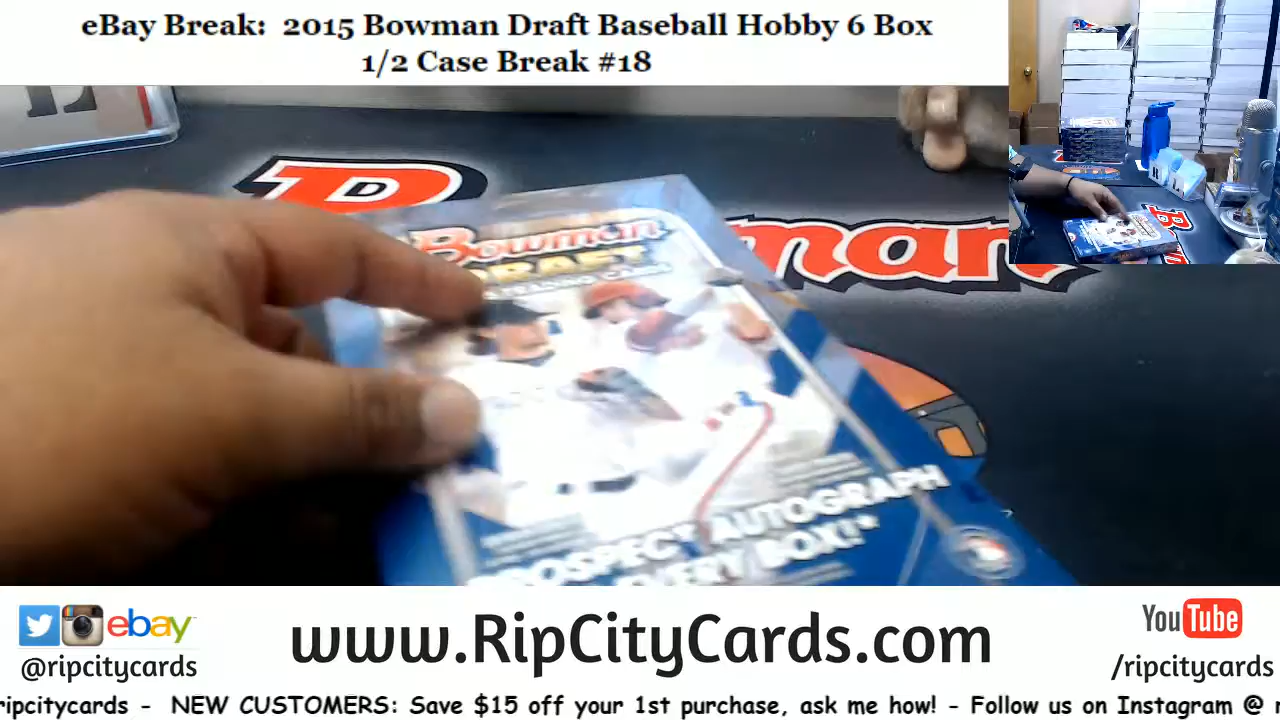 eBay Break: 2015 Bowman Draft Baseball Hobby 6 Box
1/2 Case Break #18
Bowman
DRAFT
PROSPECT AUTOGRAPH
EVERY BOX!*
man
ebay
@ripcitycards
www.RipCityCards.com
YouTube
/ripcitycards
ripcitycards - NEW CUSTOMERS: Save $15 off your 1st purchase, ask me how! - Follow us on Instagram @